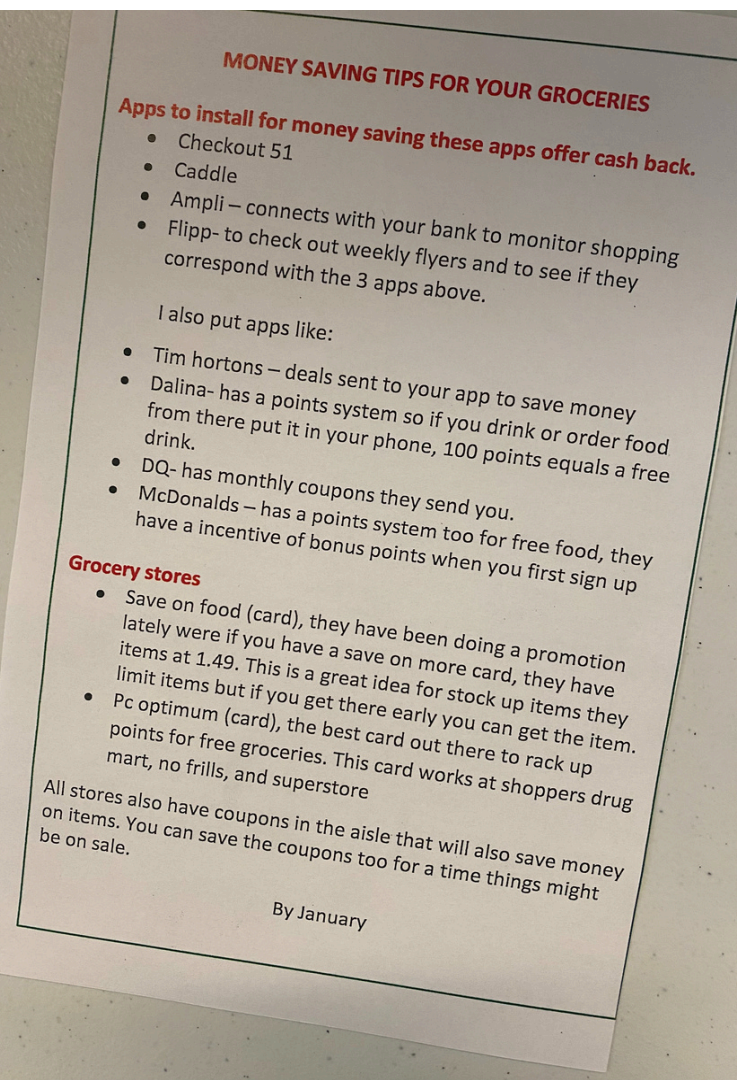 MONEY SAVING TIPS FOR YOUR GROCERIES
Apps to install for money saving these apps offer cash back.
• Checkout 51
• Caddle
• Ampli – connects with your bank to monitor shopping
• Flipp- to check out weekly flyers and to see if they
correspond with the 3 apps above.
I also put apps like:
• Tim hortons – deals sent to your app to save money
• Dalina- has a points system so if you drink or order food
from there put it in your phone, 100 points equals a free
drink.
• DQ- has monthly coupons they send you.
• McDonalds – has a points system too for free food, they
have a incentive of bonus points when you first sign up
Grocery stores
• Save on food (card), they have been doing a promotion
lately were if you have a save on more card, they have
items at 1.49. This is a great idea for stock up items they
limit items but if you get there early you can get the item.
• Pc optimum (card), the best card out there to rack up
points for free groceries. This card works at shoppers drug
mart, no frills, and superstore
All stores also have coupons in the aisle that will also save money
on items. You can save the coupons too for a time things might
be on sale.
By January